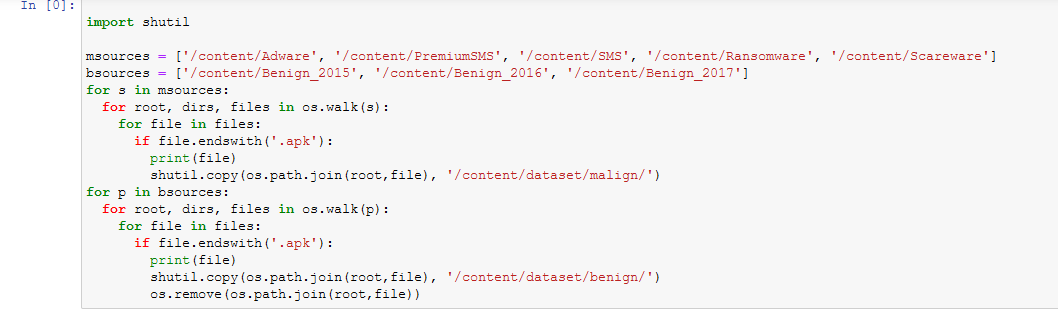 In [0]:
import shutil
msources = ['/content/Adware', '/content/PremiumSMS', '/content/SMS', '/content/Ransomware', '/content/Scareware']
bsources = ['/content/Benign_2015', '/content/Benign_2016', '/content/Benign_2017']
for s in msources:
  for root, dirs, files in os.walk(s):
    for file in files:
      if file.endswith('.apk'):
        print(file)
        shutil.copy(os.path.join(root,file), '/content/dataset/malign/')
for p in bsources:
  for root, dirs, files in os.walk(p):
    for file in files:
      if file.endswith('.apk'):
        print(file)
        shutil.copy(os.path.join(root,file), '/content/dataset/benign/')
        os.remove(os.path.join(root,file))